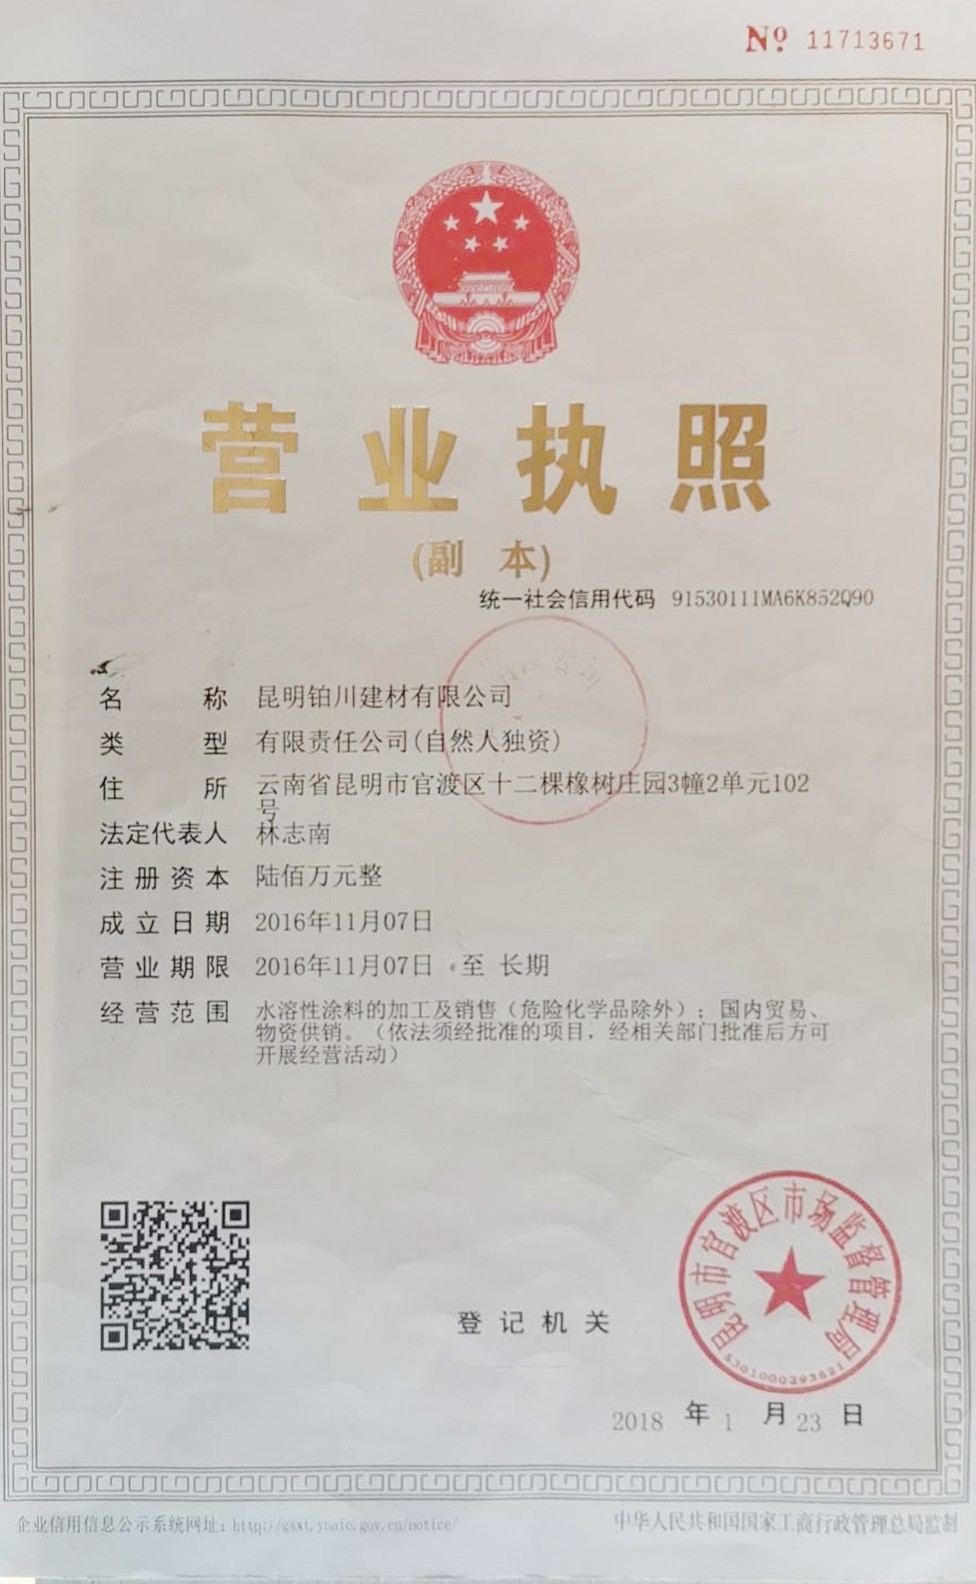 № 11713671
营业执照
(副 本)
统一社会信用代码 91530111MA6K852Q90
名 称 昆明铂川建材有限公司
类 型 有限责任公司(自然人独资)
住 所 云南省昆明市官渡区十二棵橡树庄园3幢2单元102
号
法定代表人 林志南
注册资本 陆佰万元整
成立日期 2016年11月07日
营业期限 2016年11月07日 至 长期
经营范围 水溶性涂料的加工及销售（危险化学品除外）；国内贸易、
物资供销。（依法须经批准的项目，经相关部门批准后方可
开展经营活动）
昆明市官渡区市场监督管理局
5301000293621
登记机关
2018 年 1 月 23 日
企业信用信息公示系统网址：http://gsxt.ynaic.gov.cn/notice/
中华人民共和国国家工商行政管理总局监制